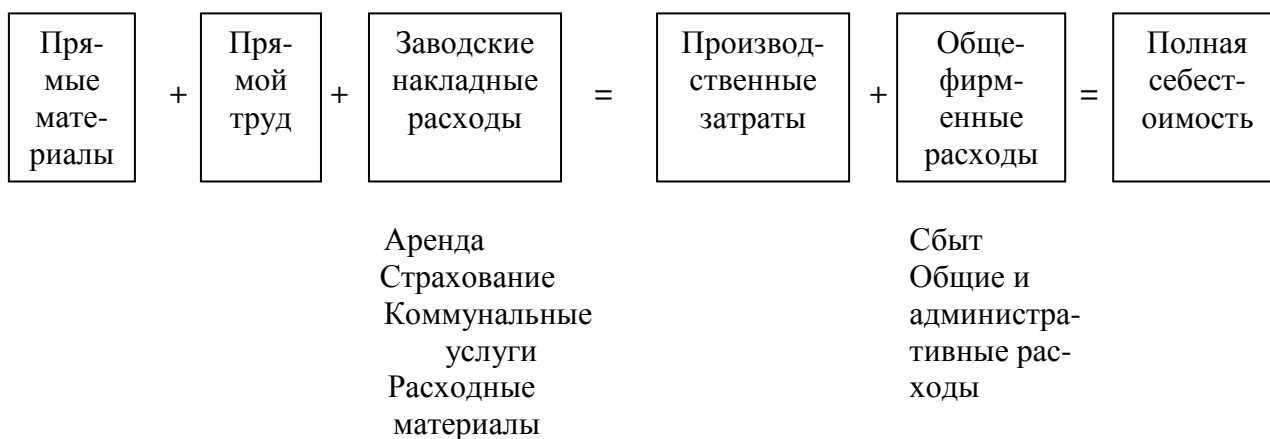 Пря-
мые
мате-
риалы
+
Пря-
мой
труд
+
Заводские
накладные
расходы
=
Производ-
ственные
затраты
+
Обще-
фирм-
енные
расходы
=
Полная
себест-
оимость
Аренда
Страхование
Коммунальные
услуги
Расходные
материалы
Сбыт
Общие и
администра-
тивные рас-
ходы